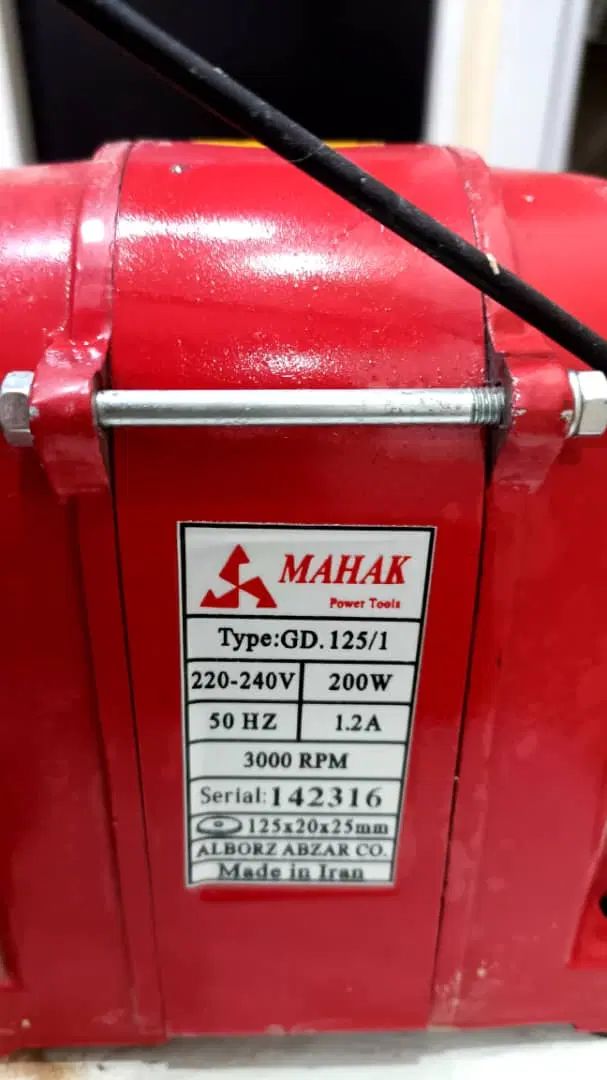 MAHAK
Power Tools
Type:GD.125/1
220-240V 200W
50 HZ 1.2A
3000 RPM
Serial:142316
125x20x25mm
ALBORZ ABZAR CO.
Made in Iran